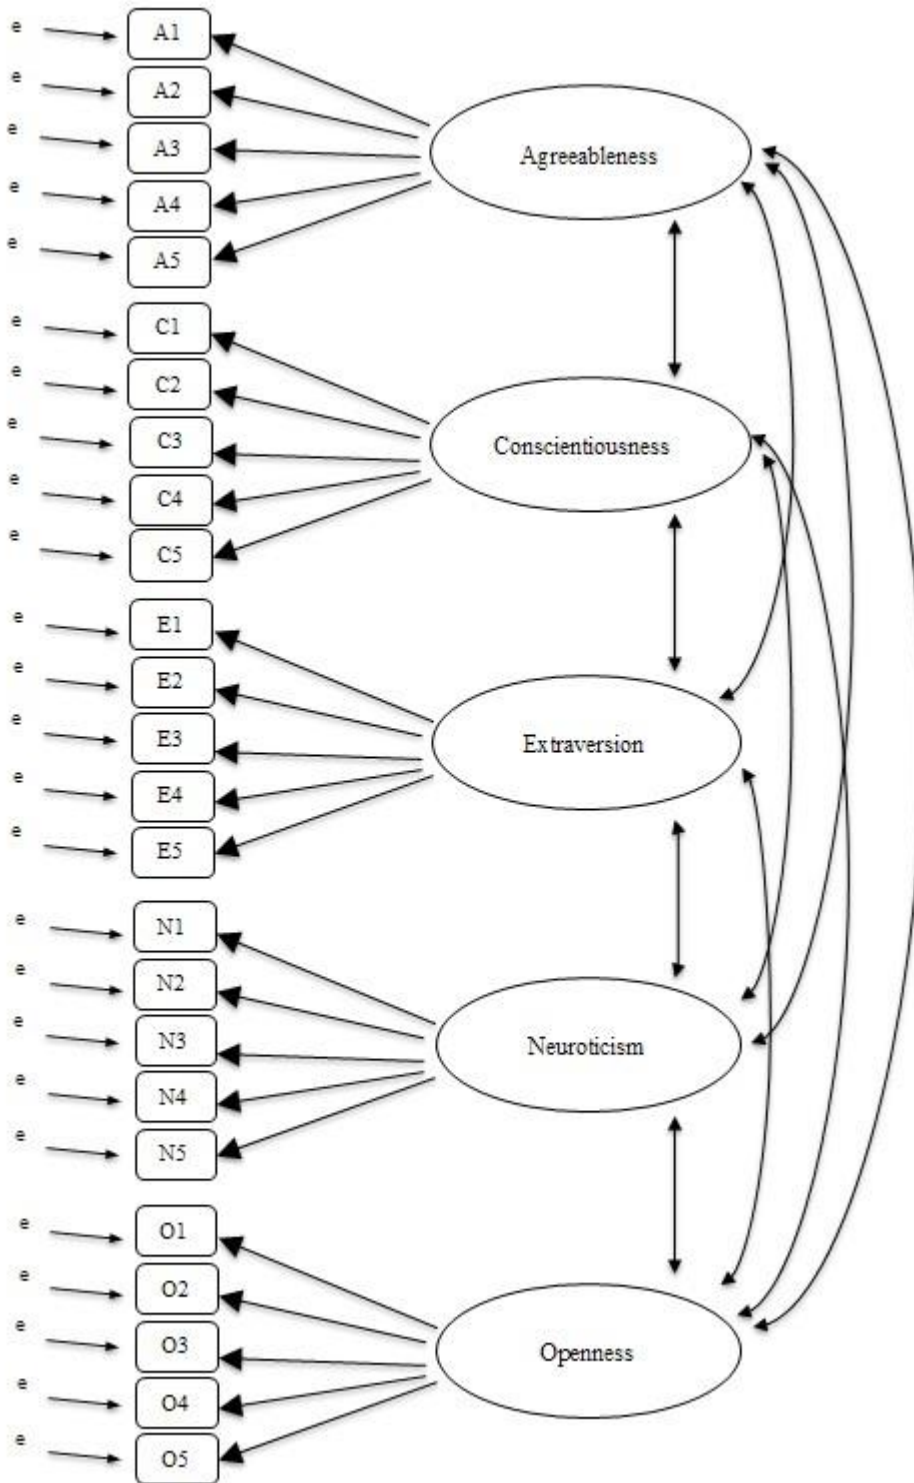 e A1
e A2
e A3
e A4
e A5
Agreeableness
e C1
e C2
e C3
e C4
e C5
Conscientiousness
e E1
e E2
e E3
e E4
e E5
Extraversion
e N1
e N2
e N3
e N4
e N5
Neuroticism
e O1
e O2
e O3
e O4
e O5
Openness